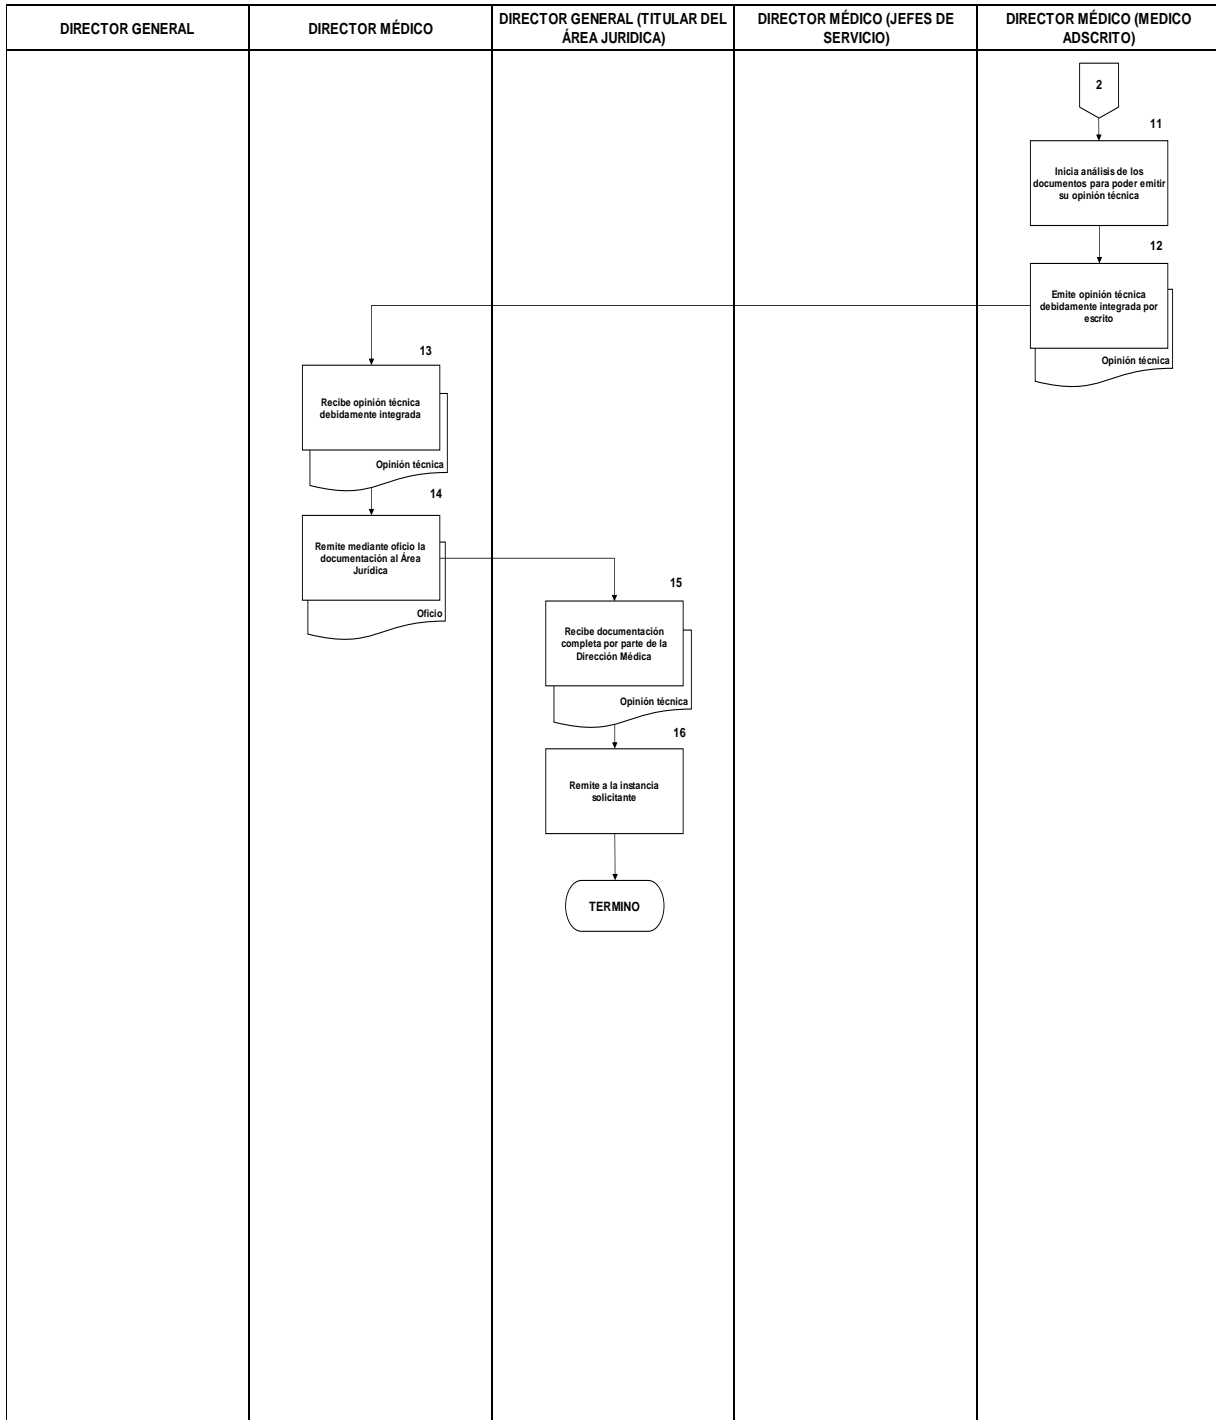 DIRECTOR GENERAL
DIRECTOR MÉDICO
DIRECTOR GENERAL (TITULAR DEL
ÁREA JURIDICA)
DIRECTOR MÉDICO (JEFES DE
SERVICIO)
DIRECTOR MÉDICO (MEDICO
ADSCRITO)
2
11
Inicia análisis de los
documentos para poder emitir
su opinión técnica
12
Emite opinión técnica
debidamente integrada por
escrito
Opinión técnica
13
Recibe opinión técnica
debidamente integrada
Opinión técnica
14
Remite mediante oficio la
documentación al Área
Jurídica
Oficio
15
Recibe documentación
completa por parte de la
Dirección Médica
Opinión técnica
16
Remite a la instancia
solicitante
TERMINO